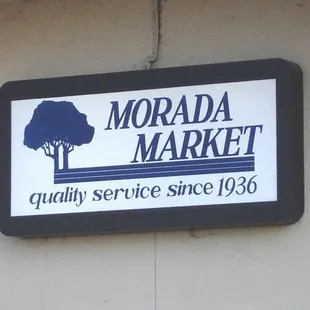 MORADA
MARKET
quality service since 1936